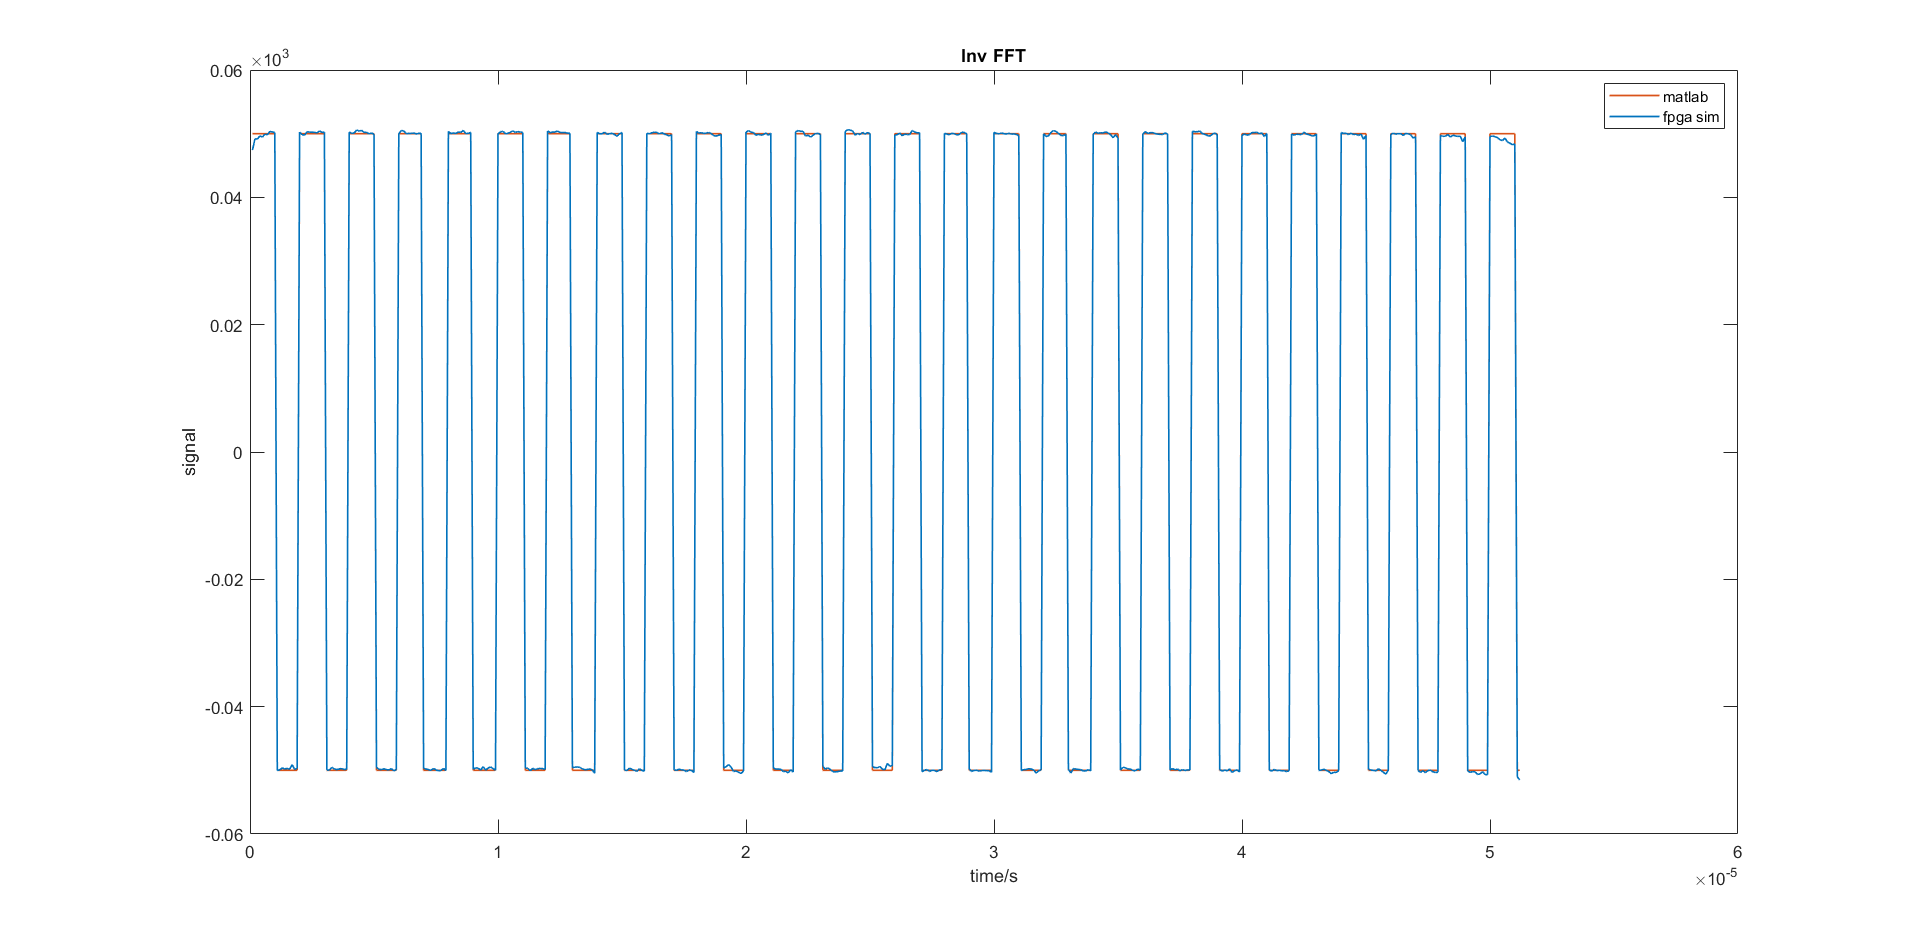 Inv FFT
×10³
0.06
0.04
0.02
0
-0.02
-0.04
-0.06
signal
matlab
fpga sim
0 1 2 3 4 5 6
time/s
×10⁻⁵